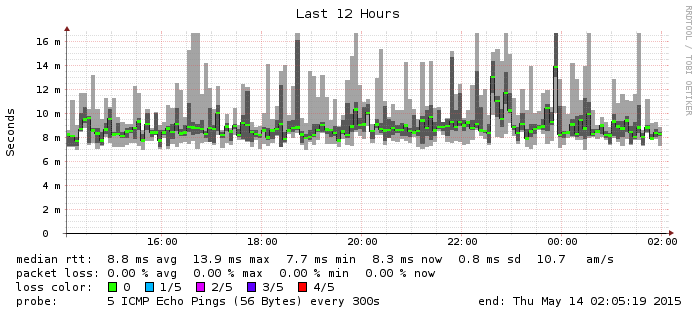 Last 12 Hours
RRDTOOL / TOBI OETIKER
Seconds
16 m
14 m
12 m
10 m
8 m
6 m
4 m
2 m
0
16:00 18:00 20:00 22:00 00:00 02:00
median rtt: 8.8 ms avg 13.9 ms max 7.7 ms min 8.3 ms now 0.8 ms sd 10.7 am/s
packet loss: 0.00 % avg 0.00 % max 0.00 % min 0.00 % now
loss color: 0 1/5 2/5 3/5 4/5
probe: 5 ICMP Echo Pings (56 Bytes) every 300s end: Thu May 14 02:05:19 2015